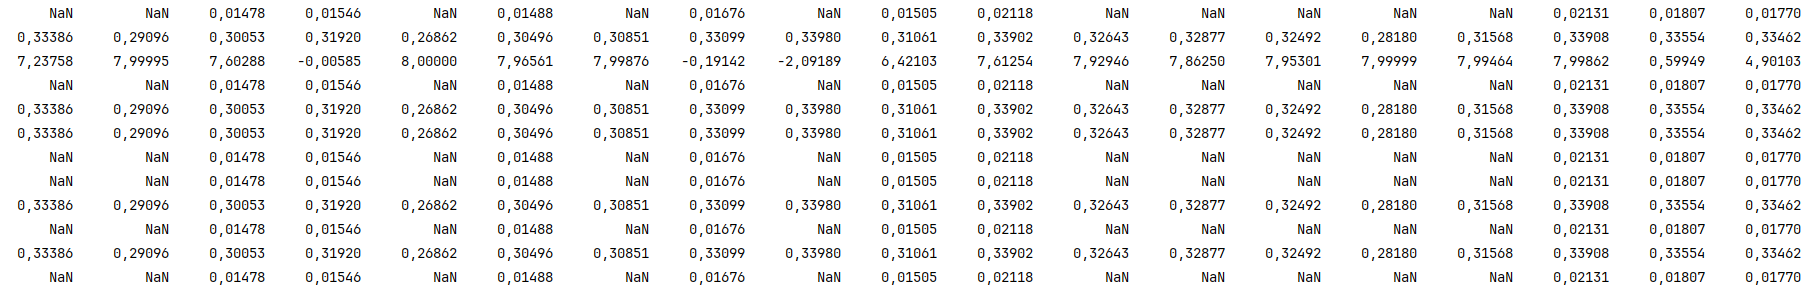 NaN NaN 0,01478 0,01546 NaN 0,01488 NaN 0,01676 NaN 0,01505 0,02118 NaN NaN NaN NaN NaN 0,02131 0,01807 0,01770
0,33386 0,29096 0,30053 0,31920 0,26862 0,30496 0,30851 0,33099 0,33980 0,31061 0,33902 0,32643 0,32877 0,32492 0,28180 0,31568 0,33908 0,33554 0,33462
7,23758 7,99995 7,60288 -0,00585 8,00000 7,96561 7,99876 -0,19142 -2,09189 6,42103 7,61254 7,92946 7,86250 7,95301 7,99999 7,99464 7,99862 0,59949 4,90103
NaN NaN 0,01478 0,01546 NaN 0,01488 NaN 0,01676 NaN 0,01505 0,02118 NaN NaN NaN NaN NaN 0,02131 0,01807 0,01770
0,33386 0,29096 0,30053 0,31920 0,26862 0,30496 0,30851 0,33099 0,33980 0,31061 0,33902 0,32643 0,32877 0,32492 0,28180 0,31568 0,33908 0,33554 0,33462
0,33386 0,29096 0,30053 0,31920 0,26862 0,30496 0,30851 0,33099 0,33980 0,31061 0,33902 0,32643 0,32877 0,32492 0,28180 0,31568 0,33908 0,33554 0,33462
NaN NaN 0,01478 0,01546 NaN 0,01488 NaN 0,01676 NaN 0,01505 0,02118 NaN NaN NaN NaN NaN 0,02131 0,01807 0,01770
NaN NaN 0,01478 0,01546 NaN 0,01488 NaN 0,01676 NaN 0,01505 0,02118 NaN NaN NaN NaN NaN 0,02131 0,01807 0,01770
0,33386 0,29096 0,30053 0,31920 0,26862 0,30496 0,30851 0,33099 0,33980 0,31061 0,33902 0,32643 0,32877 0,32492 0,28180 0,31568 0,33908 0,33554 0,33462
NaN NaN 0,01478 0,01546 NaN 0,01488 NaN 0,01676 NaN 0,01505 0,02118 NaN NaN NaN NaN NaN 0,02131 0,01807 0,01770
0,33386 0,29096 0,30053 0,31920 0,26862 0,30496 0,30851 0,33099 0,33980 0,31061 0,33902 0,32643 0,32877 0,32492 0,28180 0,31568 0,33908 0,33554 0,33462
NaN NaN 0,01478 0,01546 NaN 0,01488 NaN 0,01676 NaN 0,01505 0,02118 NaN NaN NaN NaN NaN 0,02131 0,01807 0,01770